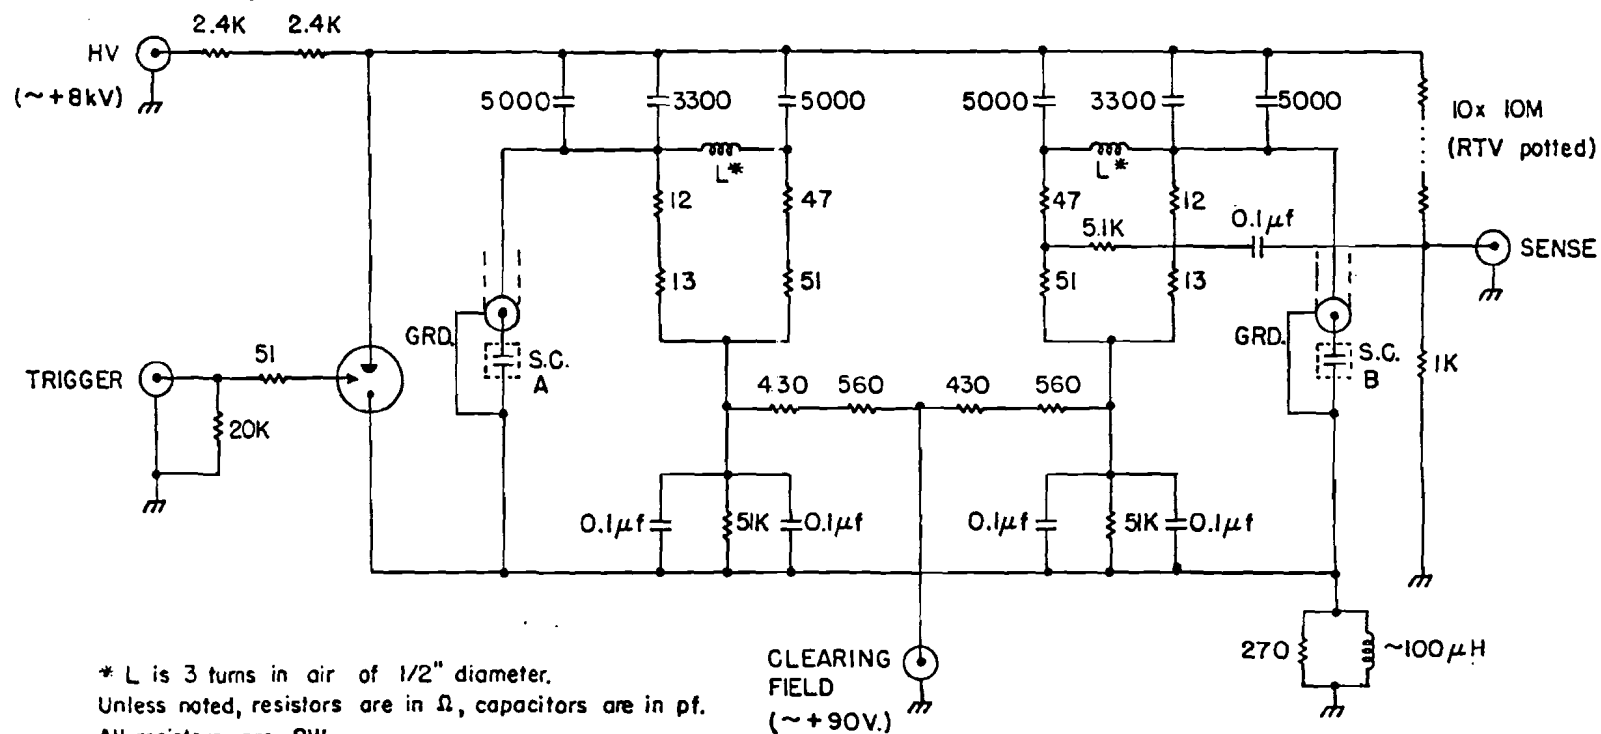 2.4K 2.4K
HV
(~+8kV)
5000 3300 5000
5000 3300 5000
10x 10M
(RTV potted)
L*
L*
12 47
47 12
5.1K
0.1μf
SENSE
13 51
51 13
GRD.
S.C.
A
GRD.
S.C.
B
1K
TRIGGER
51
20K
430 560 430 560
0.1μf 51K 0.1μf
0.1μf 51K 0.1μf
270 ~100μH
CLEARING
FIELD
(~+90V.)
* L is 3 turns in air of 1/2" diameter.
Unless noted, resistors are in Ω, capacitors are in pf.